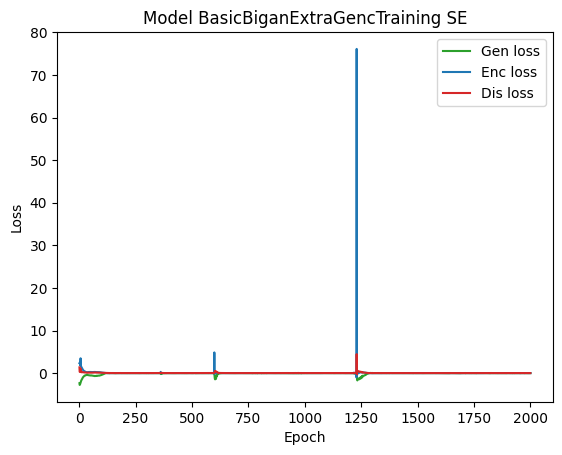 Model BasicBiganExtraGencTraining SE
Gen loss
Enc loss
Dis loss
Loss
80
70
60
50
40
30
20
10
0
0 250 500 750 1000 1250 1500 1750 2000
Epoch